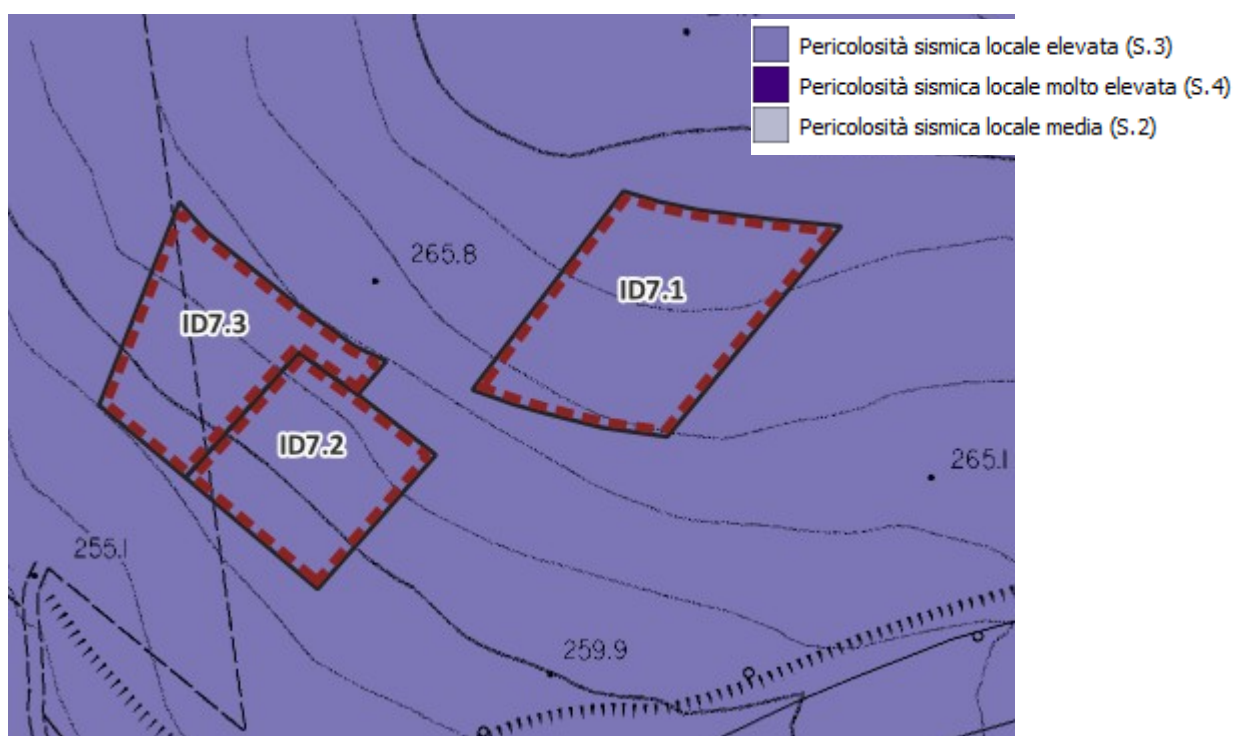 Pericolosità sismica locale elevata (S.3)
Pericolosità sismica locale molto elevata (S.4)
Pericolosità sismica locale media (S.2)
265.8
ID7.1
ID7.3
ID7.2
265.1
255.1
259.9